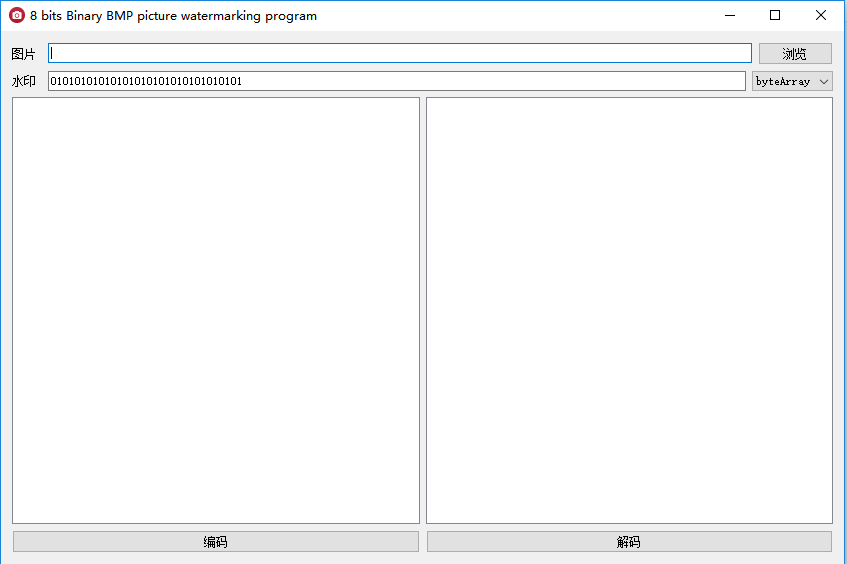 8 bits Binary BMP picture watermarking program
图片 浏览
水印 01010101010101010101010101010101 byteArray
编码 解码